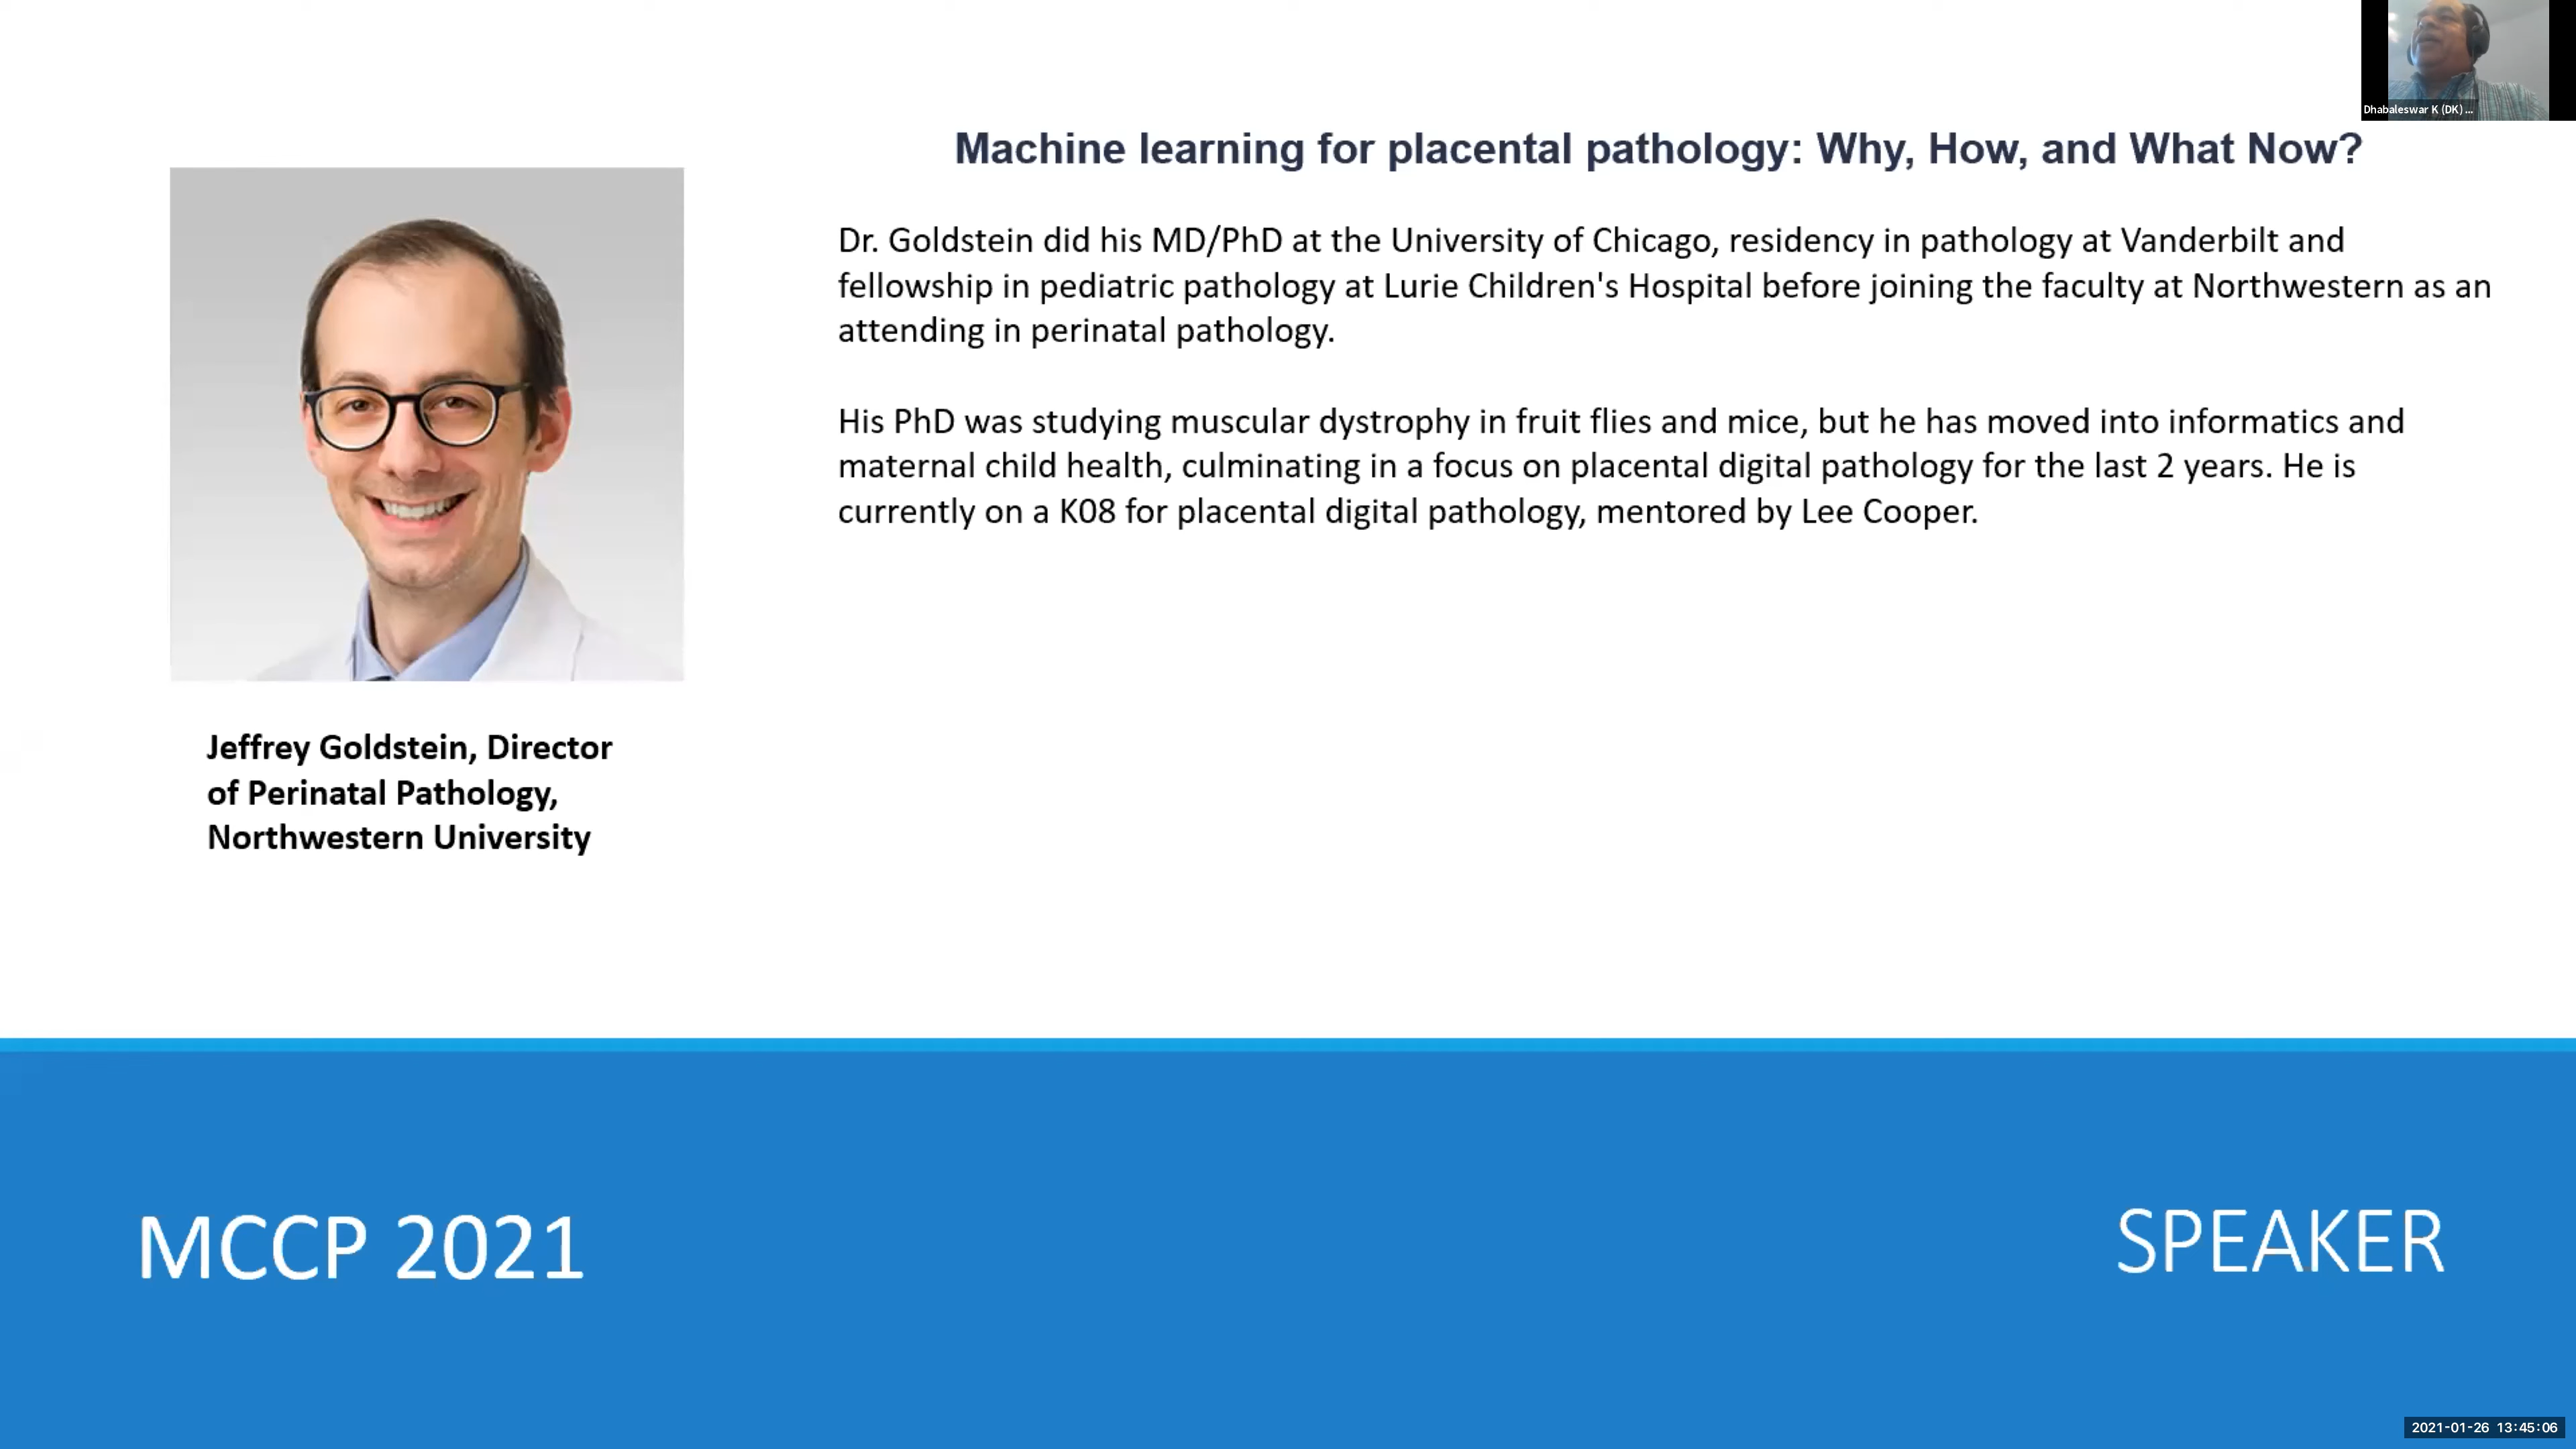 Dhabaleswar K (DK) ...
Machine learning for placental pathology: Why, How, and What Now?
Dr. Goldstein did his MD/PhD at the University of Chicago, residency in pathology at Vanderbilt and
fellowship in pediatric pathology at Lurie Children's Hospital before joining the faculty at Northwestern as an
attending in perinatal pathology.
His PhD was studying muscular dystrophy in fruit flies and mice, but he has moved into informatics and
maternal child health, culminating in a focus on placental digital pathology for the last 2 years. He is
currently on a K08 for placental digital pathology, mentored by Lee Cooper.
Jeffrey Goldstein, Director
of Perinatal Pathology,
Northwestern University
MCCP 2021
SPEAKER
2021-01-26 13:45:06